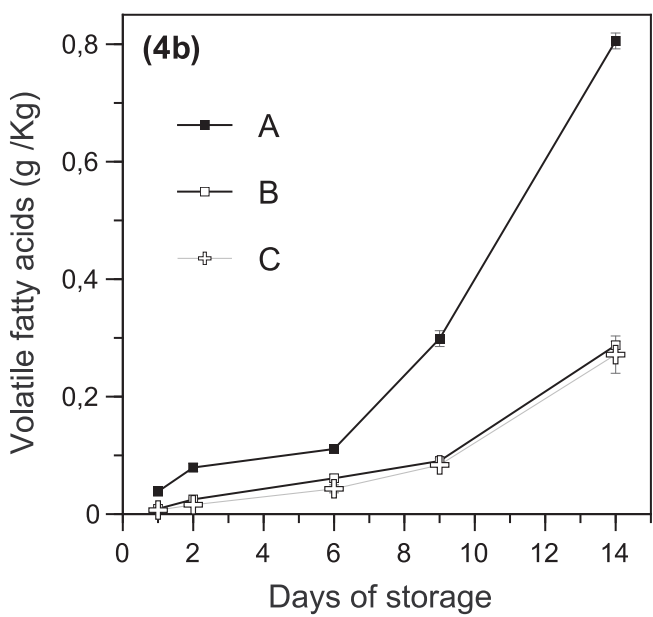 (4b)
A
B
C
Volatile fatty acids (g /Kg)
0,8
0,6
0,4
0,2
0
0 2 4 6 8 10 12 14
Days of storage